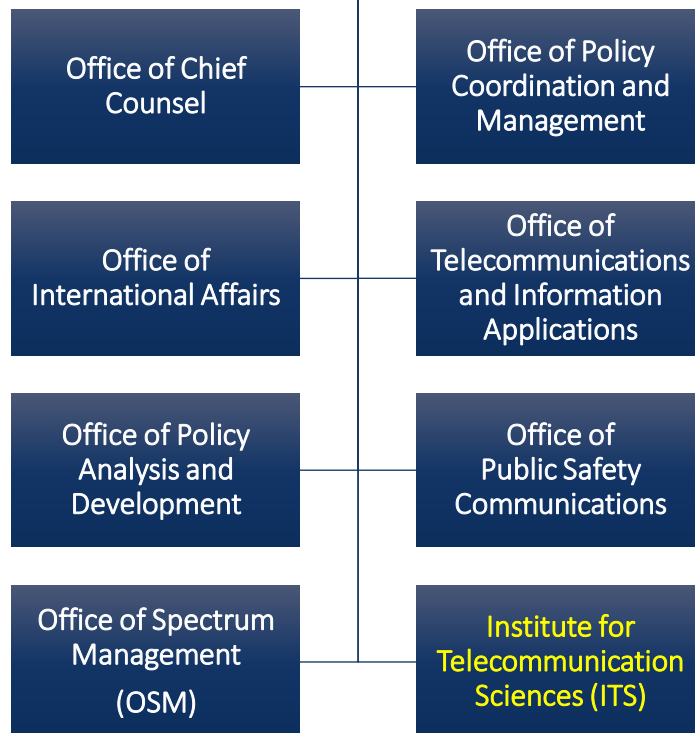 Office of Chief
Counsel
Office of Policy
Coordination and
Management
Office of
International Affairs
Office of
Telecommunications
and Information
Applications
Office of Policy
Analysis and
Development
Office of
Public Safety
Communications
Office of Spectrum
Management
(OSM)
Institute for
Telecommunication
Sciences (ITS)